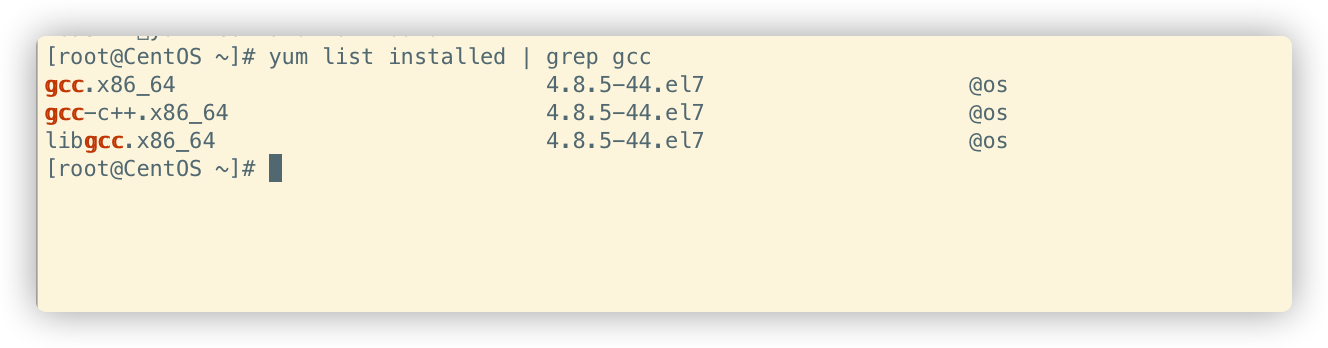 [root@CentOS ~]# yum list installed | grep gcc
gcc.x86_64 4.8.5-44.el7 @os
gcc-c++.x86_64 4.8.5-44.el7 @os
libgcc.x86_64 4.8.5-44.el7 @os
[root@CentOS ~]#